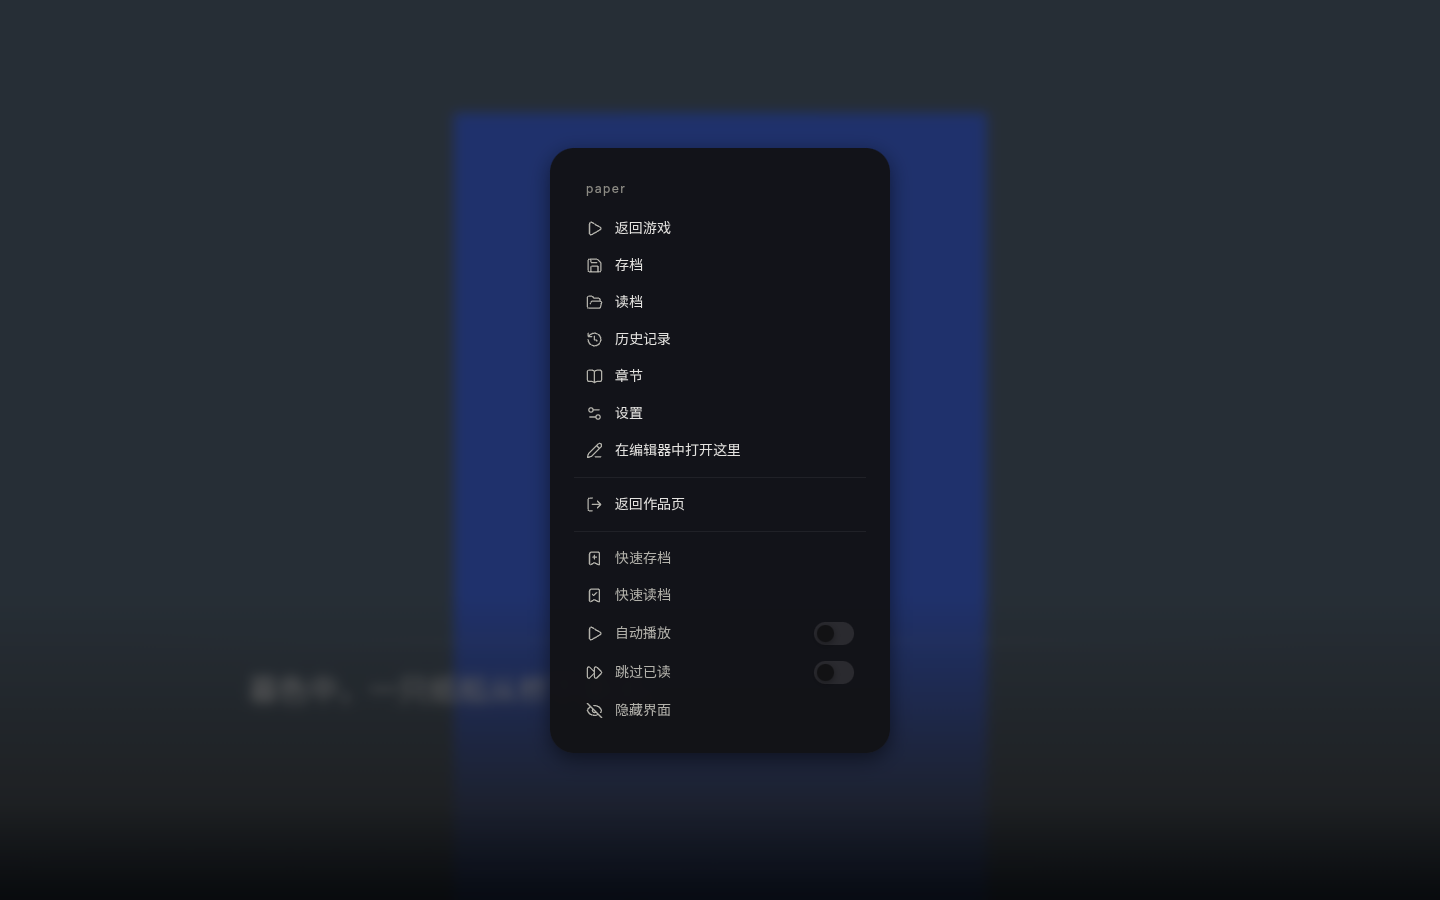 paper
返回游戏
存档
读档
历史记录
章节
设置
在编辑器中打开这里
返回作品页
快速存档
快速读档
自动播放
跳过已读
隐藏界面